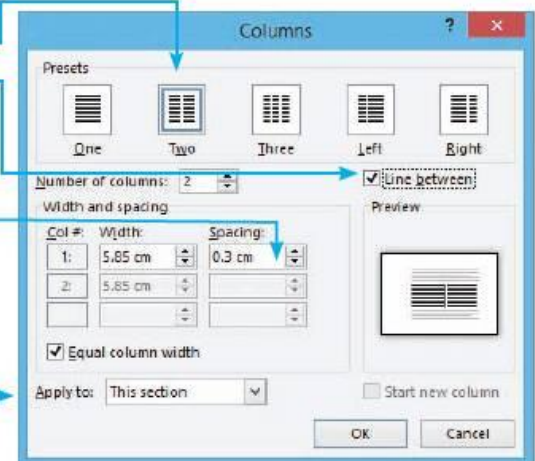 Columns ? ×
Presets
One Two Three Left Right
Number of columns: 2
Line between
Width and spacing
Preview
Col #: Width: Spacing:
1: 5.85 cm 0.3 cm
2: 5.85 cm
Equal column width
Apply to: This section
Start new column
OK Cancel